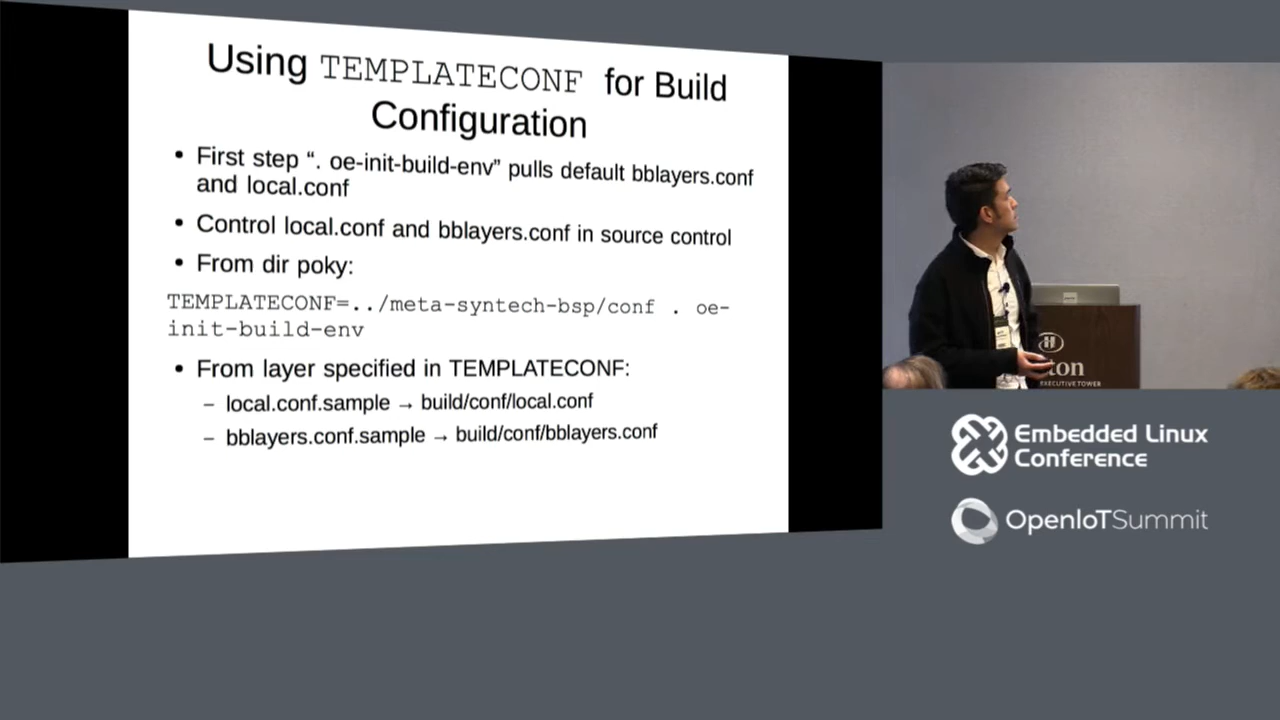 Using TEMPLATECONF for Build
Configuration
• First step “. oe-init-build-env” pulls default bblayers.conf
and local.conf
• Control local.conf and bblayers.conf in source control
• From dir poky:
TEMPLATECONF=../meta-syntech-bsp/conf . oe-
init-build-env
• From layer specified in TEMPLATECONF:
– local.conf.sample → build/conf/local.conf
– bblayers.conf.sample → build/conf/bblayers.conf
H
ton
EXECUTIVE TOWER
Embedded Linux
Conference
OpenIoTSummit